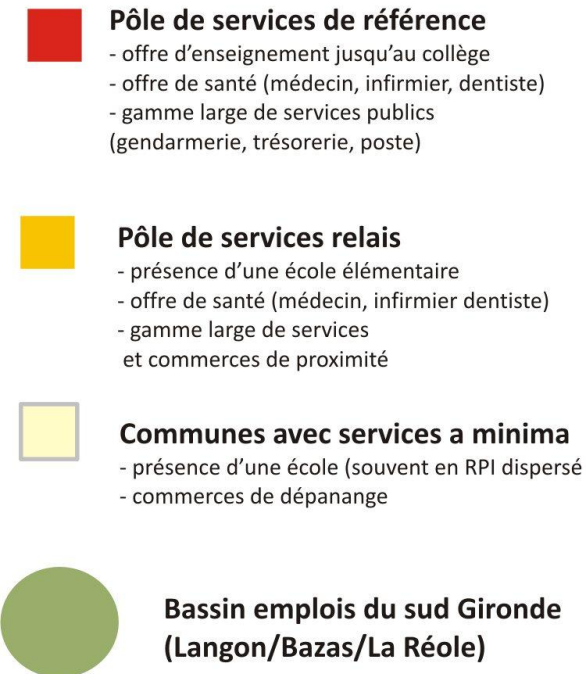 Pôle de services de référence
- offre d’enseignement jusqu’au collège
- offre de santé (médecin, infirmier, dentiste)
- gamme large de services publics
(gendarmerie, trésorerie, poste)
Pôle de services relais
- présence d’une école élémentaire
- offre de santé (médecin, infirmier dentiste)
- gamme large de services
et commerces de proximité
Communes avec services a minima
- présence d’une école (souvent en RPI dispersé
- commerces de dépanange
Bassin emplois du sud Gironde
(Langon/Bazas/La Réole)